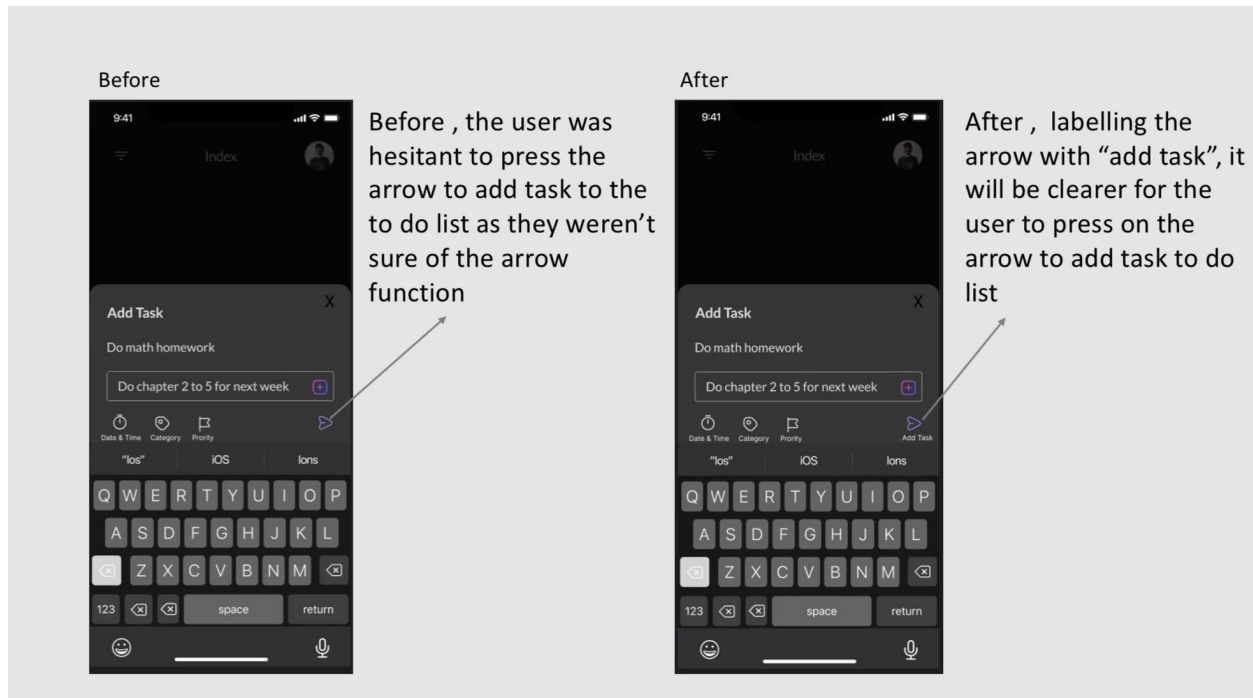 Before
9:41
Index
Add Task
X
Do math homework
Do chapter 2 to 5 for next week
Date & Time Category Prority
"Ios" iOS Ions
Q W E R T Y U I O P
A S D F G H J K L
Z X C V B N M
123 space return
Before , the user was
hesitant to press the
arrow to add task to the
to do list as they weren't
sure of the arrow
function
After
9:41
Index
Add Task
X
Do math homework
Do chapter 2 to 5 for next week
Date & Time Category Prority Add Task
"Ios" iOS Ions
Q W E R T Y U I O P
A S D F G H J K L
Z X C V B N M
123 space return
After , labelling the
arrow with “add task”, it
will be clearer for the
user to press on the
arrow to add task to do
list